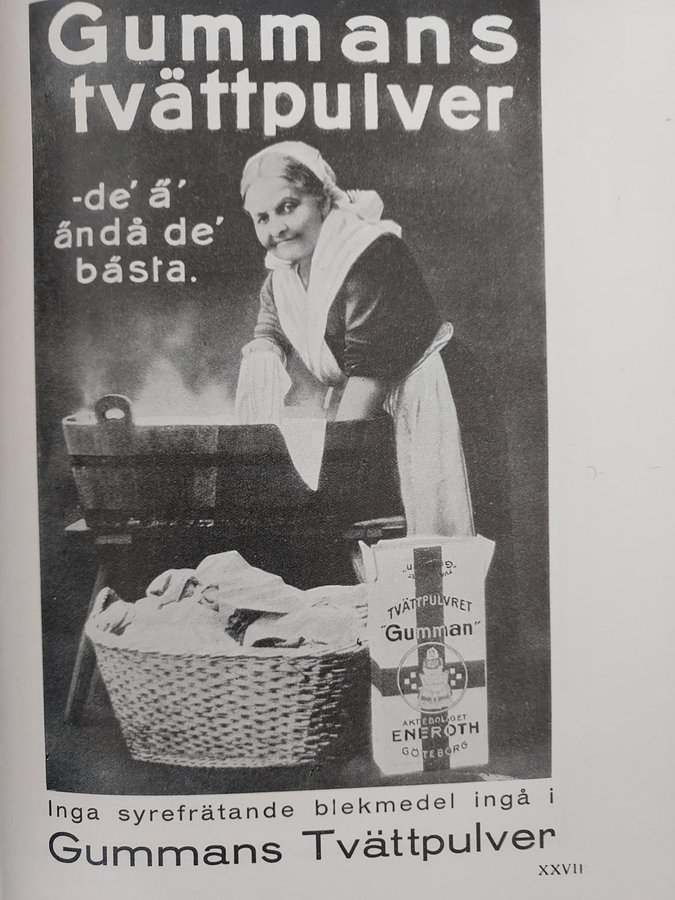 Gummans
tvättpulver
-de' ä'
ändå de'
bästa.
TVÄTTPULVRET
"Gumman"
AKTIEBOLAGET
ENEROTH
GÖTEBORG
Inga syrefrätande blekmedel ingå i
Gummans Tvättpulver
XXVII